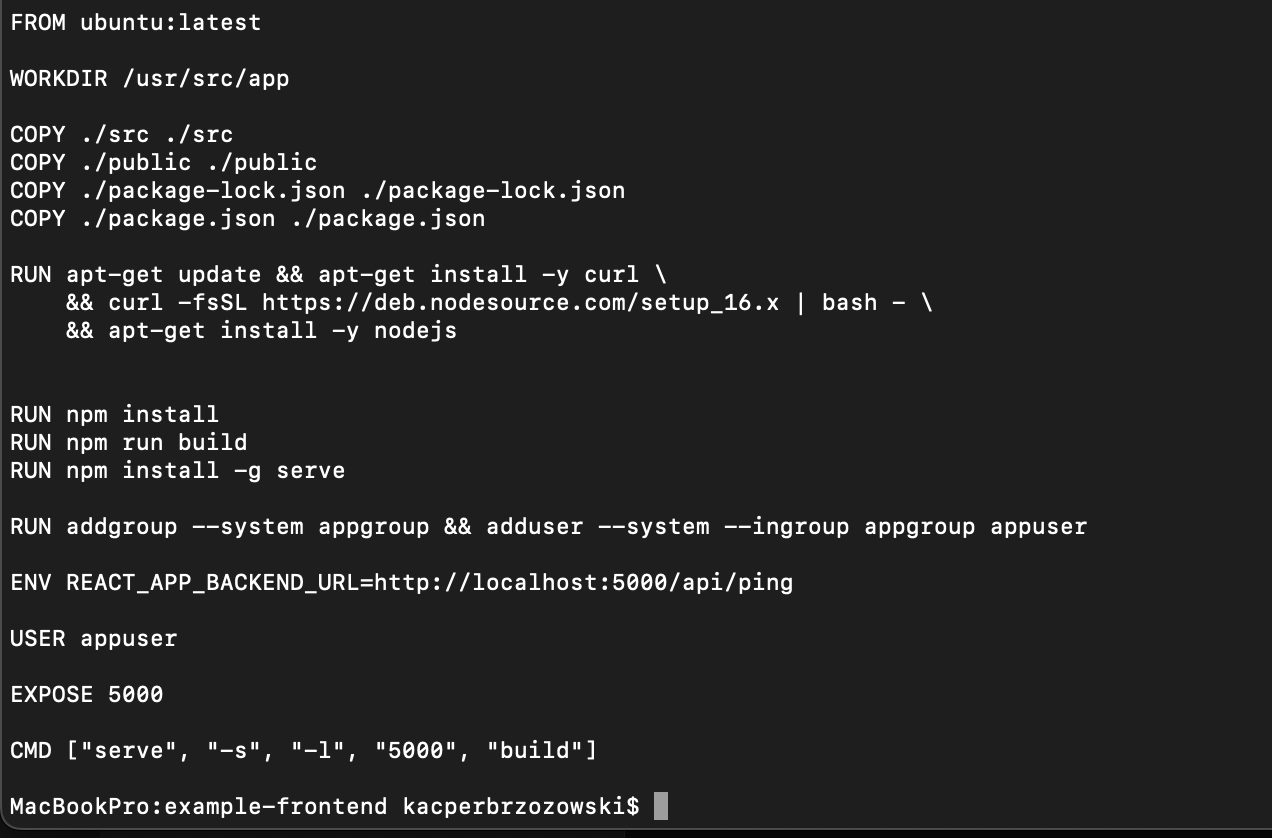 FROM ubuntu:latest
WORKDIR /usr/src/app
COPY ./src ./src
COPY ./public ./public
COPY ./package-lock.json ./package-lock.json
COPY ./package.json ./package.json
RUN apt-get update && apt-get install -y curl \
    && curl -fsSL https://deb.nodesource.com/setup_16.x | bash - \
    && apt-get install -y nodejs
RUN npm install
RUN npm run build
RUN npm install -g serve
RUN addgroup --system appgroup && adduser --system --ingroup appgroup appuser
ENV REACT_APP_BACKEND_URL=http://localhost:5000/api/ping
USER appuser
EXPOSE 5000
CMD ["serve", "-s", "-l", "5000", "build"]
MacBookPro:example-frontend kacperbrzozowski$